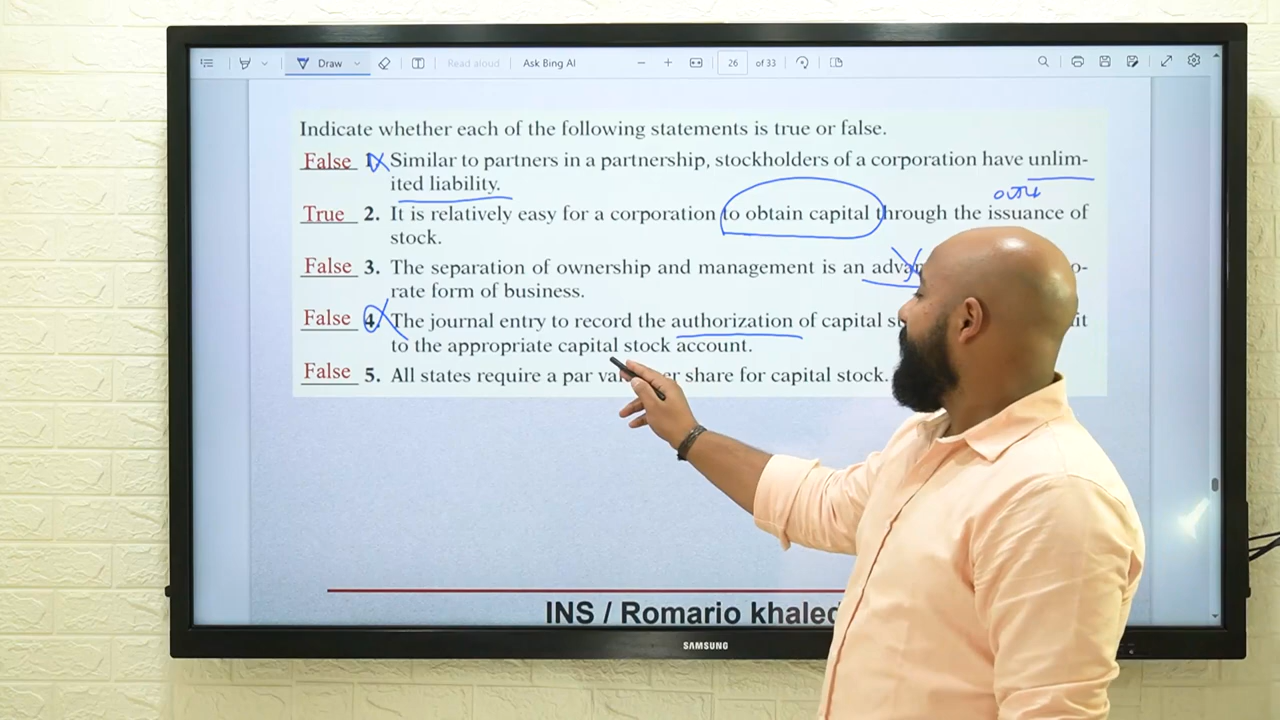 Draw
Read aloud
Ask Bing AI
26 of 33
Indicate whether each of the following statements is true or false.
False 1. Similar to partners in a partnership, stockholders of a corporation have unlim-
ited liability.
True 2. It is relatively easy for a corporation to obtain capital through the issuance of
stock.
False 3. The separation of ownership and management is an
rate form of business.
False 4. The journal entry to record the authorization of capital
to the appropriate capital stock account.
False 5. All states require a par share for capital stock.
INS / Romario khaled
SAMSUNG